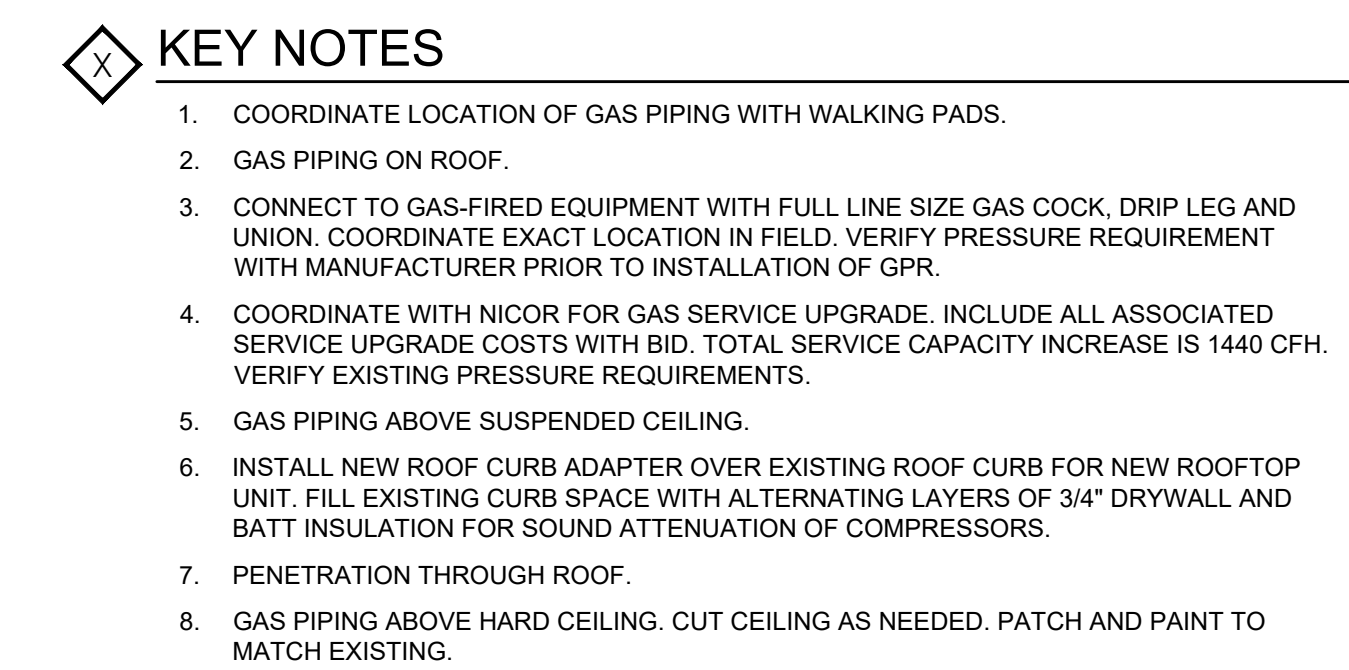 X KEY NOTES
1. COORDINATE LOCATION OF GAS PIPING WITH WALKING PADS.
2. GAS PIPING ON ROOF.
3. CONNECT TO GAS-FIRED EQUIPMENT WITH FULL LINE SIZE GAS COCK, DRIP LEG AND
UNION. COORDINATE EXACT LOCATION IN FIELD. VERIFY PRESSURE REQUIREMENT
WITH MANUFACTURER PRIOR TO INSTALLATION OF GPR.
4. COORDINATE WITH NICOR FOR GAS SERVICE UPGRADE. INCLUDE ALL ASSOCIATED
SERVICE UPGRADE COSTS WITH BID. TOTAL SERVICE CAPACITY INCREASE IS 1440 CFH.
VERIFY EXISTING PRESSURE REQUIREMENTS.
5. GAS PIPING ABOVE SUSPENDED CEILING.
6. INSTALL NEW ROOF CURB ADAPTER OVER EXISTING ROOF CURB FOR NEW ROOFTOP
UNIT. FILL EXISTING CURB SPACE WITH ALTERNATING LAYERS OF 3/4" DRYWALL AND
BATT INSULATION FOR SOUND ATTENUATION OF COMPRESSORS.
7. PENETRATION THROUGH ROOF.
8. GAS PIPING ABOVE HARD CEILING. CUT CEILING AS NEEDED. PATCH AND PAINT TO
MATCH EXISTING.